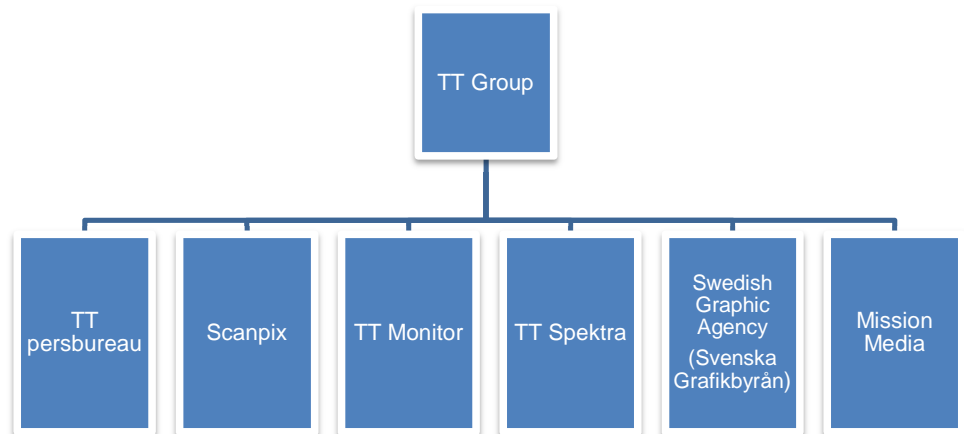 TT Group
TT
persbureau
Scanpix
TT Monitor
TT Spektra
Swedish
Graphic
Agency
(Svenska
Grafikbyrån)
Mission
Media